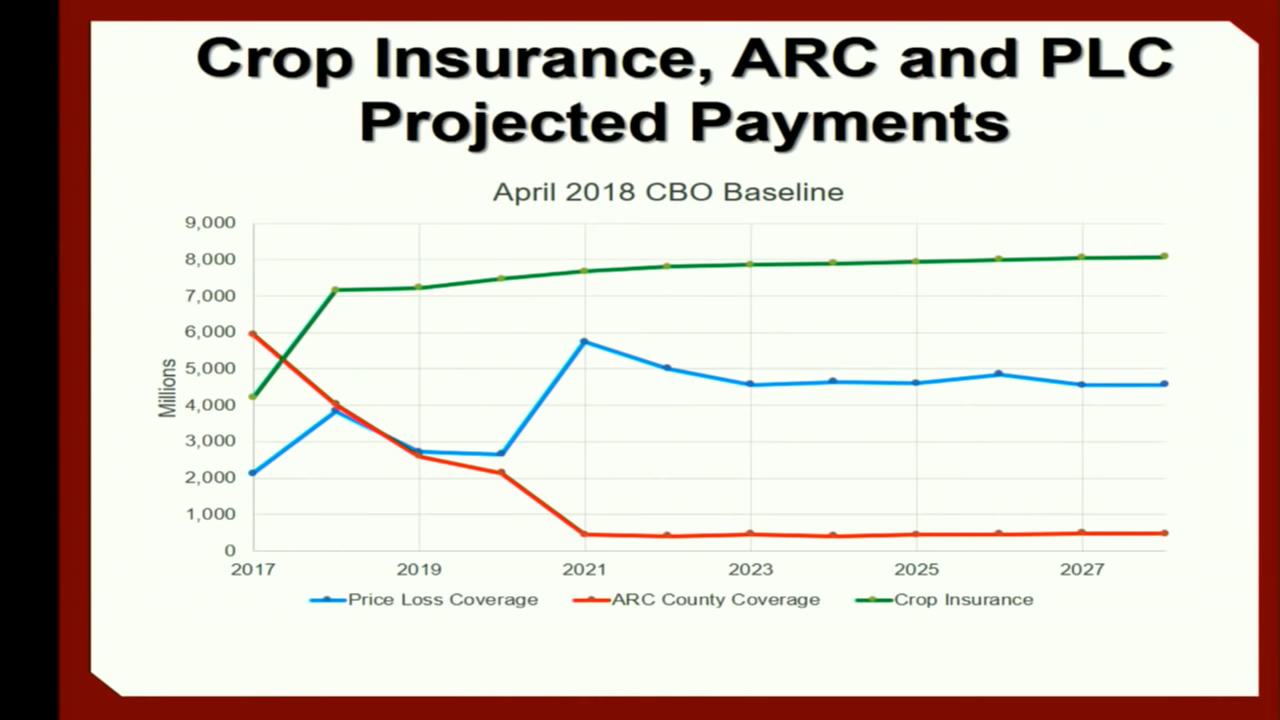 Crop Insurance, ARC and PLC
Projected Payments
April 2018 CBO Baseline
9,000
8,000
7,000
6,000
5,000
4,000
3,000
2,000
1,000
0
Millions
2017 2019 2021 2023 2025 2027
Price Loss Coverage ARC County Coverage Crop Insurance